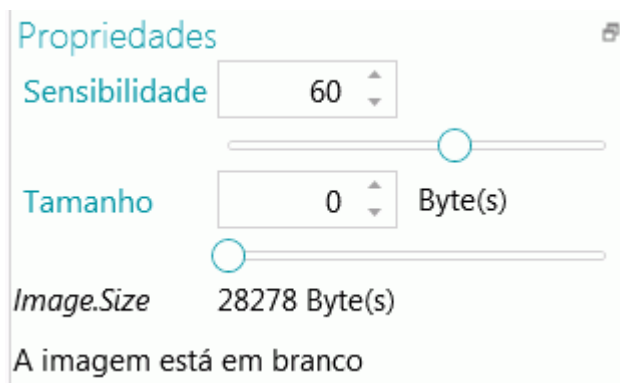 Propriedades
Sensibilidade 60
Tamanho 0 Byte(s)
Image.Size 28278 Byte(s)
A imagem está em branco